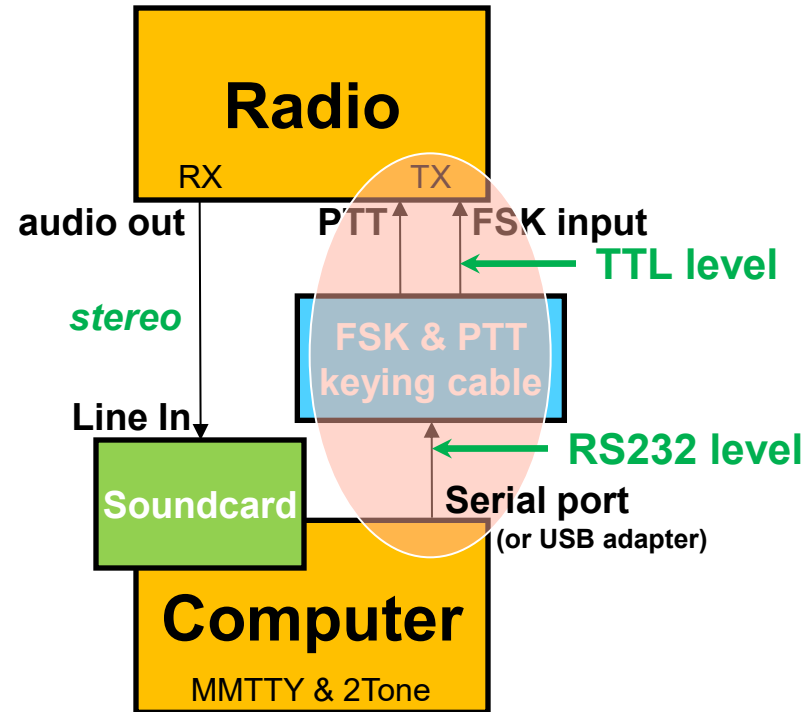 Radio
RX TX
audio out PTT FSK input
TTL level
stereo
FSK & PTT
keying cable
Line In
RS232 level
Soundcard
Serial port
(or USB adapter)
Computer
MMTTY & 2Tone